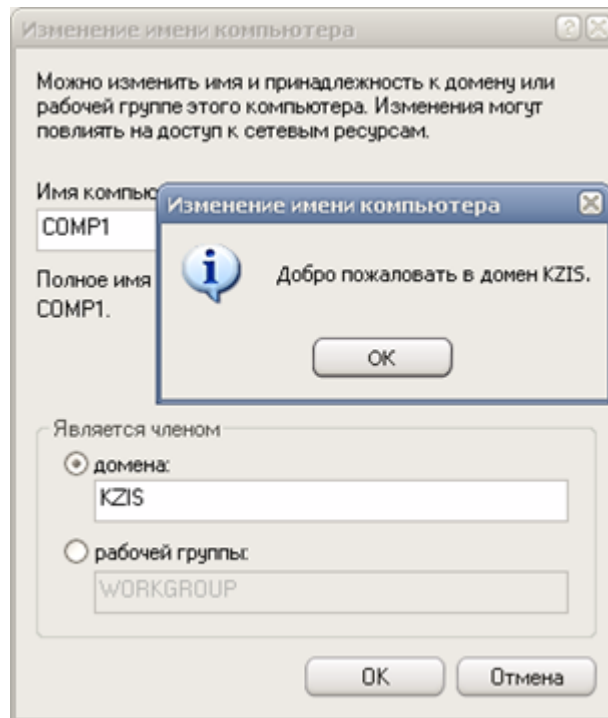 Изменение имени компьютера
Можно изменить имя и принадлежность к домену или
рабочей группе этого компьютера. Изменения могут
повлиять на доступ к сетевым ресурсам.
Имя компью
COMP1
Полное имя
COMP1.
Изменение имени компьютера
Добро пожаловать в домен KZIS.
OK
Является членом
домена:
KZIS
рабочей группы:
WORKGROUP
OK
Отмена